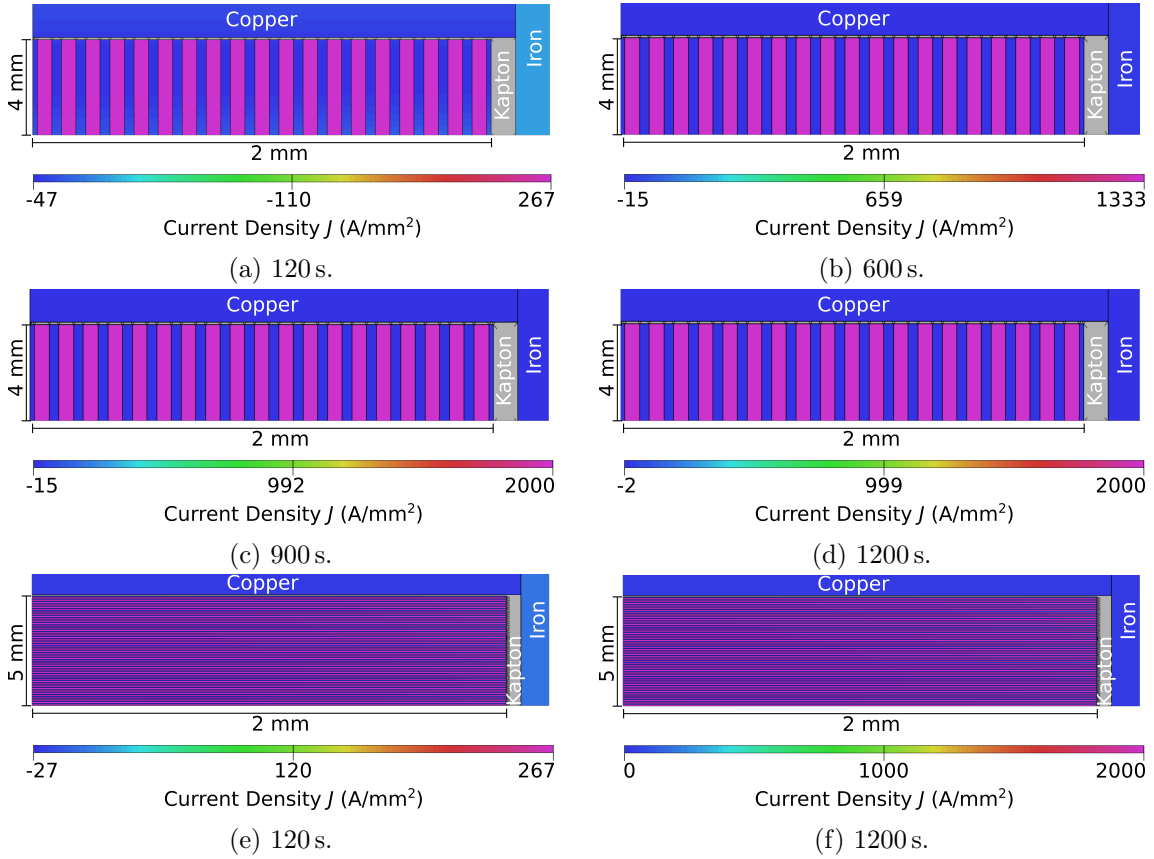 Copper
Iron
Kapton
4 mm
2 mm
-47 -110 267
Current Density J (A/mm²)
(a) 120 s.
Copper
Iron
Kapton
4 mm
2 mm
-15 659 1333
Current Density J (A/mm²)
(b) 600 s.
Copper
Iron
Kapton
4 mm
2 mm
-15 992 2000
Current Density J (A/mm²)
(c) 900 s.
Copper
Iron
Kapton
4 mm
2 mm
-2 999 2000
Current Density J (A/mm²)
(d) 1200 s.
Copper
Iron
Kapton
5 mm
2 mm
-27 120 267
Current Density J (A/mm²)
(e) 120 s.
Copper
Iron
Kapton
5 mm
2 mm
0 1000 2000
Current Density J (A/mm²)
(f) 1200 s.